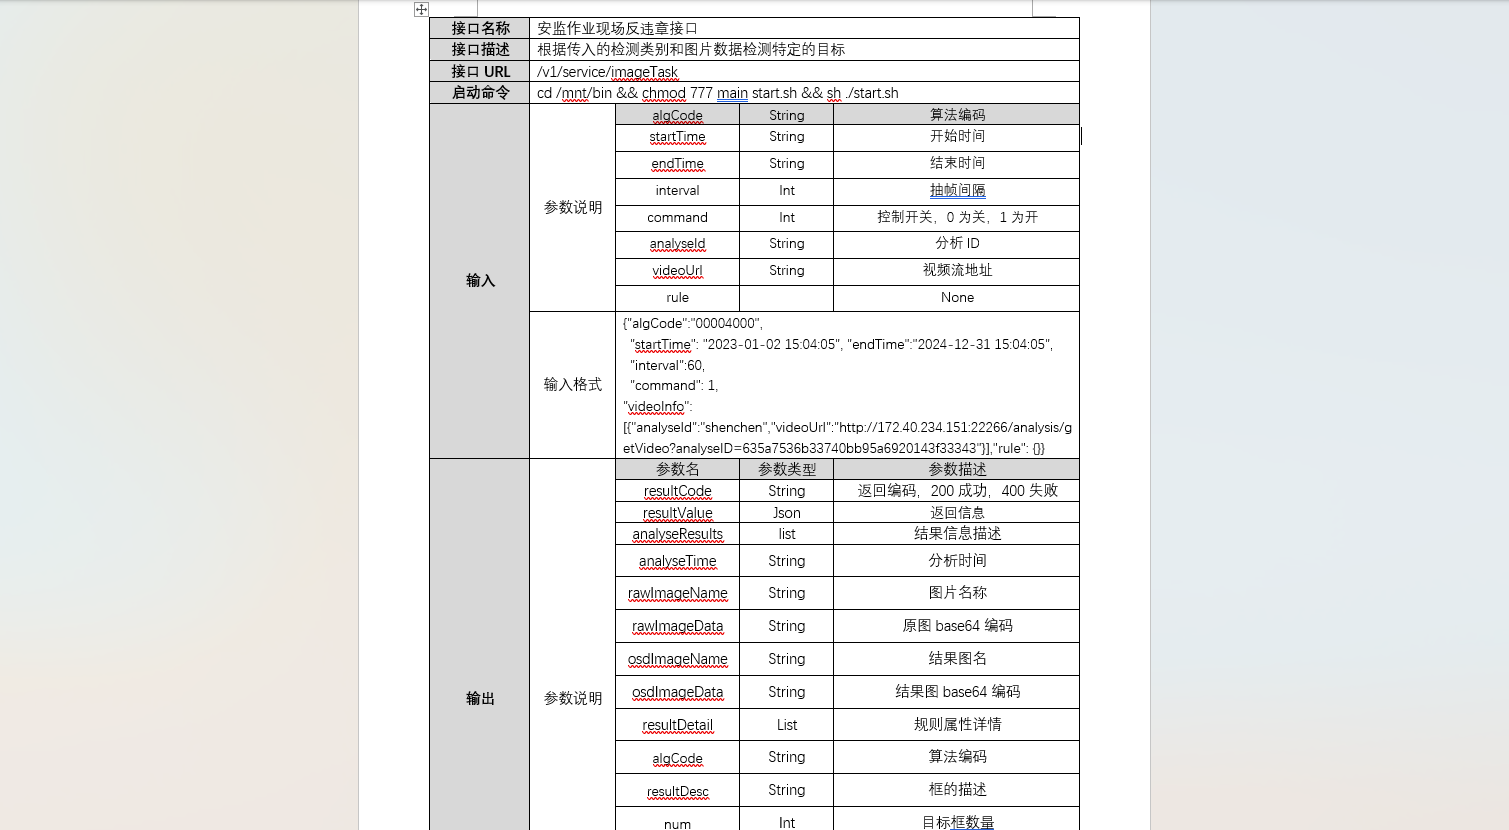 接口名称 安监作业现场反违章接口
接口描述 根据传入的检测类别和图片数据检测特定的目标
接口 URL /v1/service/imageTask
启动命令 cd /mnt/bin && chmod 777 main start.sh && sh ./start.sh
输入
参数说明
algCode String 算法编码
startTime String 开始时间
endTime String 结束时间
interval Int 抽帧间隔
command Int 控制开关，0 为关，1 为开
analyseId String 分析 ID
videoUrl String 视频流地址
rule None
输入格式
{"algCode":"00004000",
"startTime": "2023-01-02 15:04:05", "endTime":"2024-12-31 15:04:05",
"interval":60,
"command": 1,
"videoInfo":
[{"analyseId":"shenchen","videoUrl":"http://172.40.234.151:22266/analysis/g
etVideo?analyseID=635a7536b33740bb95a6920143f33343"}],"rule": {}}
输出
参数说明
参数名 参数类型 参数描述
resultCode String 返回编码，200 成功，400 失败
resultValue Json 返回信息
analyseResults list 结果信息描述
analyseTime String 分析时间
rawImageName String 图片名称
rawImageData String 原图 base64 编码
osdImageName String 结果图名
osdImageData String 结果图 base64 编码
resultDetail List 规则属性详情
algCode String 算法编码
resultDesc String 框的描述
num Int 目标框数量